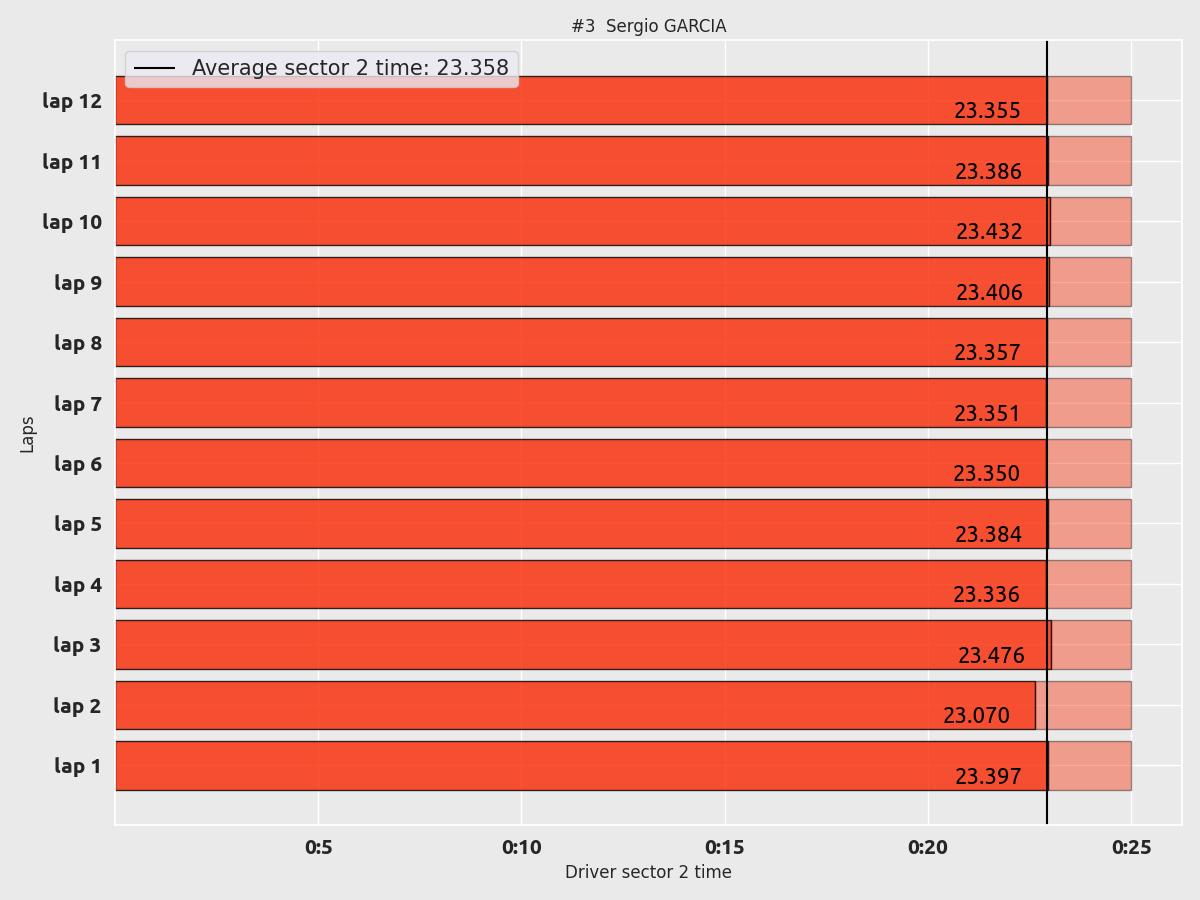 #3  Sergio GARCIA
Average sector 2 time: 23.358
lap 12
23.355
lap 11
23.386
lap 10
23.432
lap 9
23.406
lap 8
23.357
lap 7
23.351
lap 6
23.350
lap 5
23.384
lap 4
23.336
lap 3
23.476
lap 2
23.070
lap 1
23.397
Laps
0:5
0:10
0:15
0:20
0:25
Driver sector 2 time